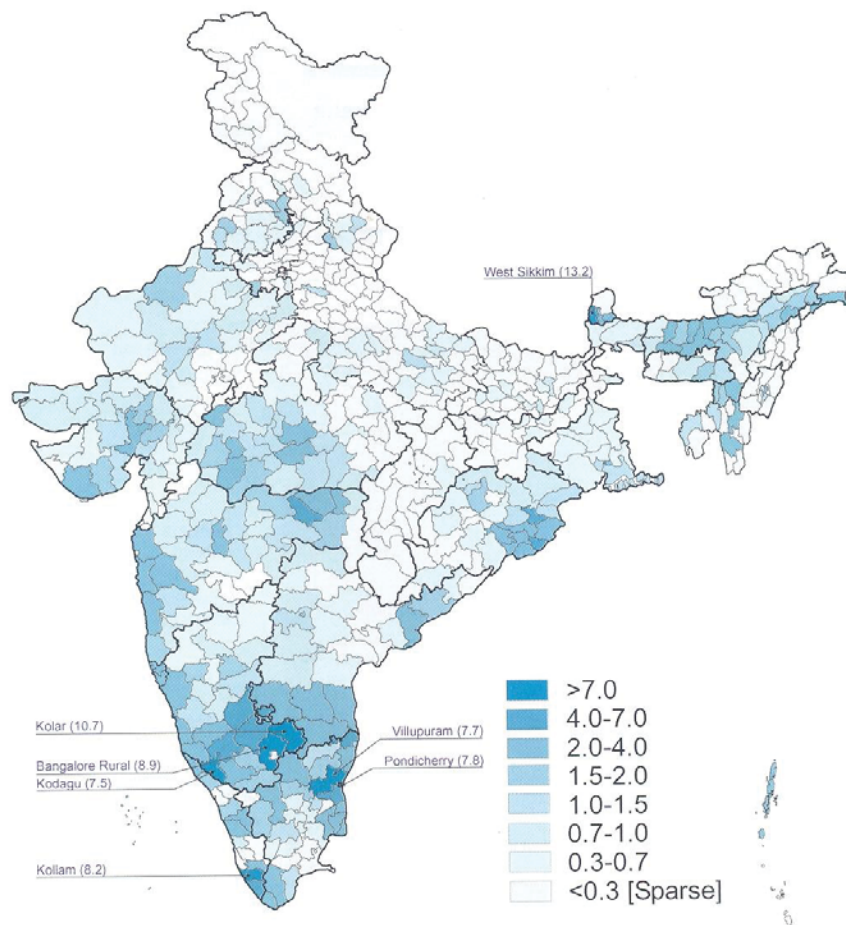 West Sikkim (13.2)
Kolar (10.7)
Villupuram (7.7)
Bangalore Rural (8.9)
Pondicherry (7.8)
Kodagu (7.5)
Kollam (8.2)
>7.0
4.0-7.0
2.0-4.0
1.5-2.0
1.0-1.5
0.7-1.0
0.3-0.7
<0.3 [Sparse]